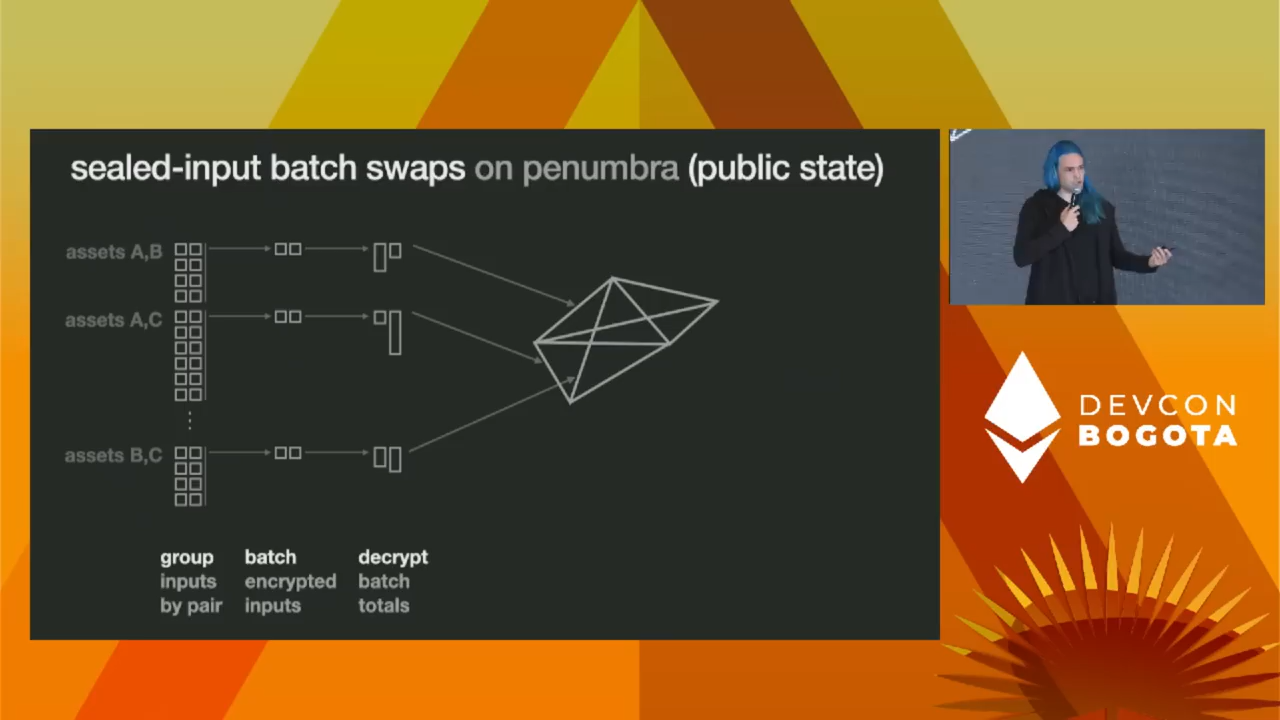 sealed-input batch swaps on penumbra (public state)
assets A,B
assets A,C
assets B,C
group
inputs
by pair
batch
encrypted
inputs
decrypt
batch
totals
DEVCON
BOGOTA